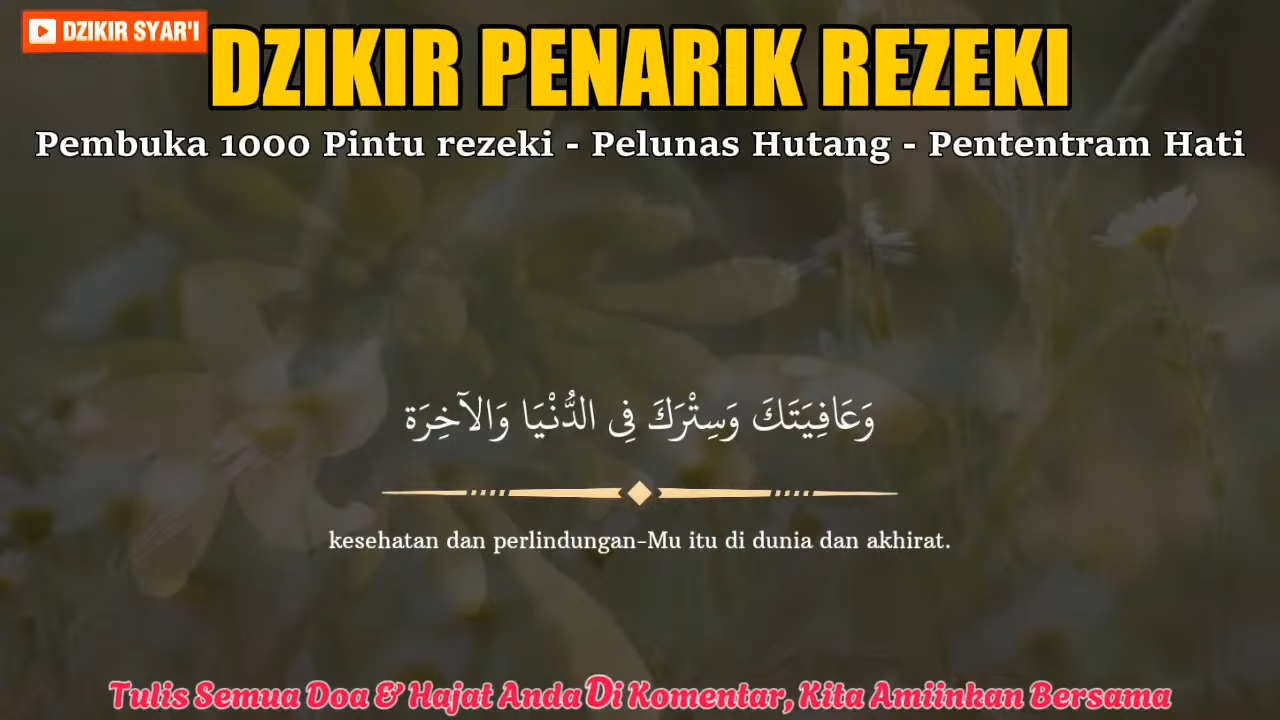 DZIKIR SYAR'I
DZIKIR PENARIK REZEKI
Pembuka 1000 Pintu rezeki - Pelunas Hutang - Pententram Hati
وَعَافِيَتَكَ وَسِتْرَكَ فِى الدُّنْيَا وَالآخِرَة
kesehatan dan perlindungan-Mu itu di dunia dan akhirat.
Tulis Semua Doa & Hajat Anda Di Komentar, Kita Amiinkan Bersama